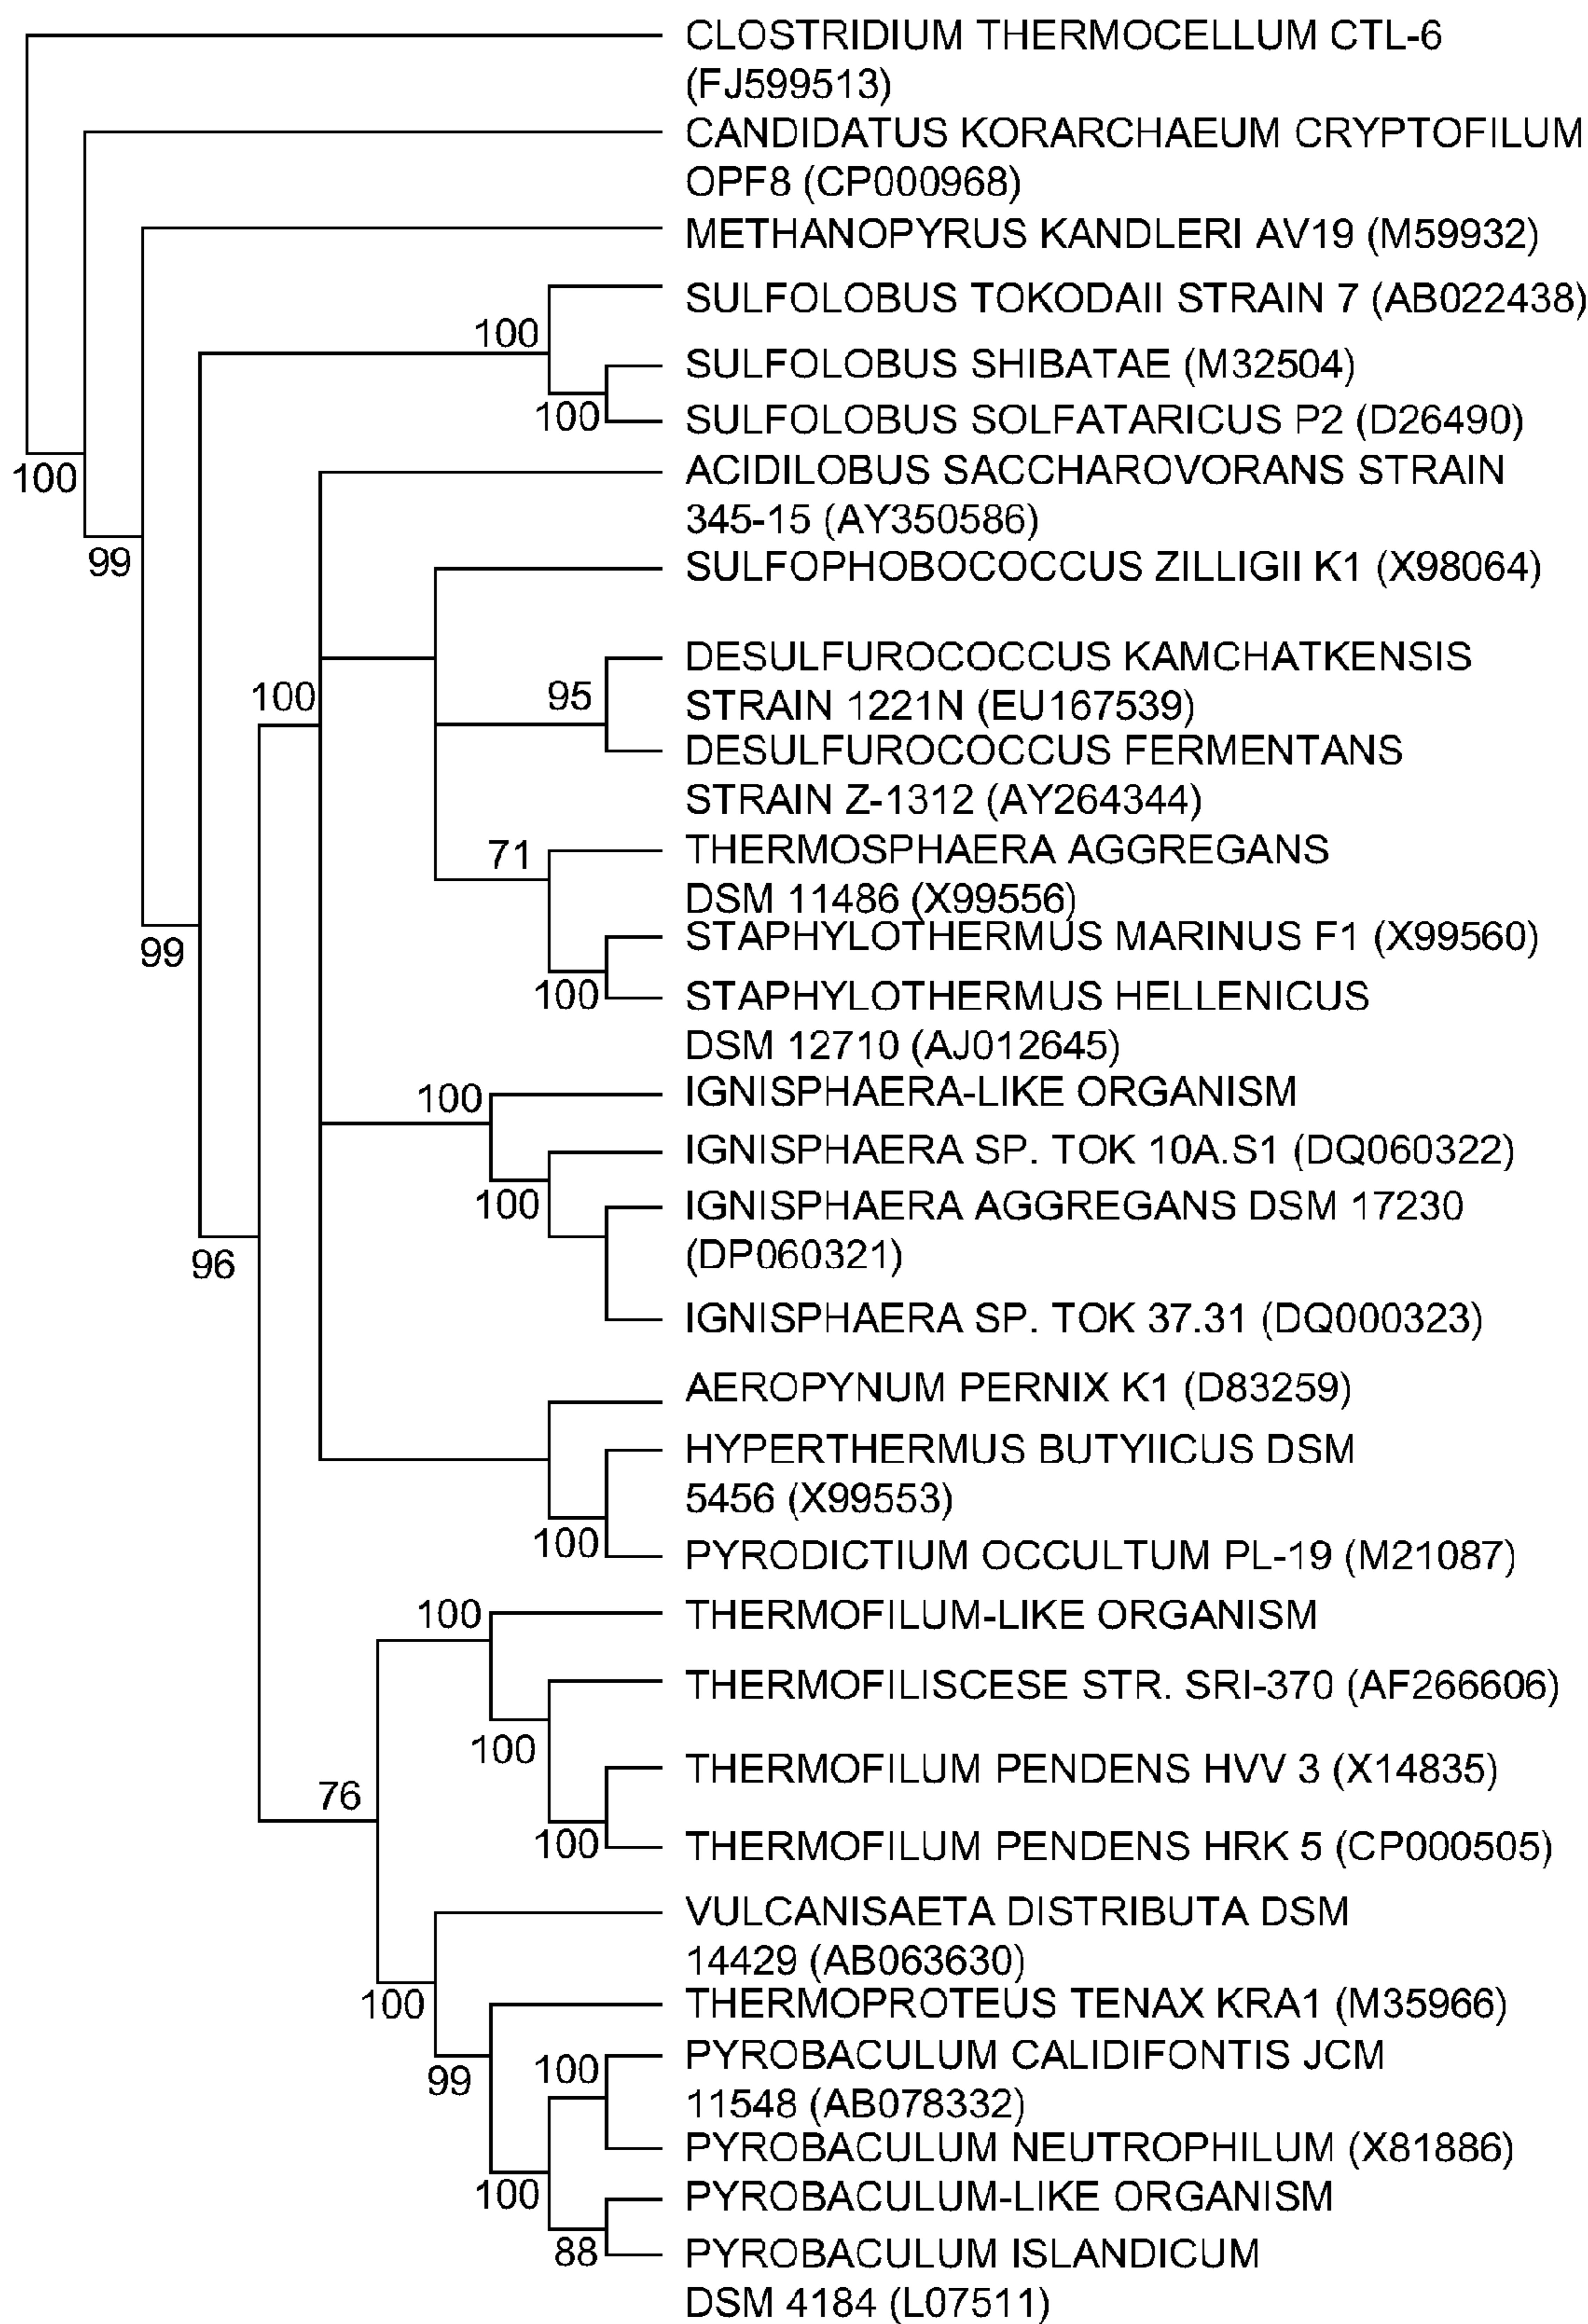 CLOSTRIDIUM THERMOCELLUM CTL-6
(FJ599513)
CANDIDATUS KORARCHAEUM CRYPTOFILUM
OPF8 (CP000968)
METHANOPYRUS KANDLERI AV19 (M59932)
SULFOLOBUS TOKODAII STRAIN 7 (AB022438)
100
SULFOLOBUS SHIBATAE (M32504)
100
SULFOLOBUS SOLFATARICUS P2 (D26490)
100
ACIDILOBUS SACCHAROVORANS STRAIN
345-15 (AY350586)
99
SULFOPHOBOCOCCUS ZILLIGII K1 (X98064)
DESULFUROCOCCUS KAMCHATKENSIS
100
95
STRAIN 1221N (EU167539)
DESULFUROCOCCUS FERMENTANS
STRAIN Z-1312 (AY264344)
71
THERMOSPHAERA AGGREGANS
DSM 11486 (X99556)
99
STAPHYLOTHERMUS MARINUS F1 (X99560)
100
STAPHYLOTHERMUS HELLENICUS
DSM 12710 (AJ012645)
100
IGNISPHAERA-LIKE ORGANISM
IGNISPHAERA SP. TOK 10A.S1 (DQ060322)
100
IGNISPHAERA AGGREGANS DSM 17230
96
(DP060321)
IGNISPHAERA SP. TOK 37.31 (DQ000323)
AEROPYNUM PERNIX K1 (D83259)
HYPERTHERMUS BUTYIICUS DSM
5456 (X99553)
100
PYRODICTIUM OCCULTUM PL-19 (M21087)
100
THERMOFILUM-LIKE ORGANISM
THERMOFILISCESE STR. SRI-370 (AF266606)
100
THERMOFILUM PENDENS HVV 3 (X14835)
76
100
THERMOFILUM PENDENS HRK 5 (CP000505)
VULCANISAETA DISTRIBUTA DSM
14429 (AB063630)
100
THERMOPROTEUS TENAX KRA1 (M35966)
99
100
PYROBACULUM CALIDIFONTIS JCM
11548 (AB078332)
PYROBACULUM NEUTROPHILUM (X81886)
100
PYROBACULUM-LIKE ORGANISM
88
PYROBACULUM ISLANDICUM
DSM 4184 (L07511)